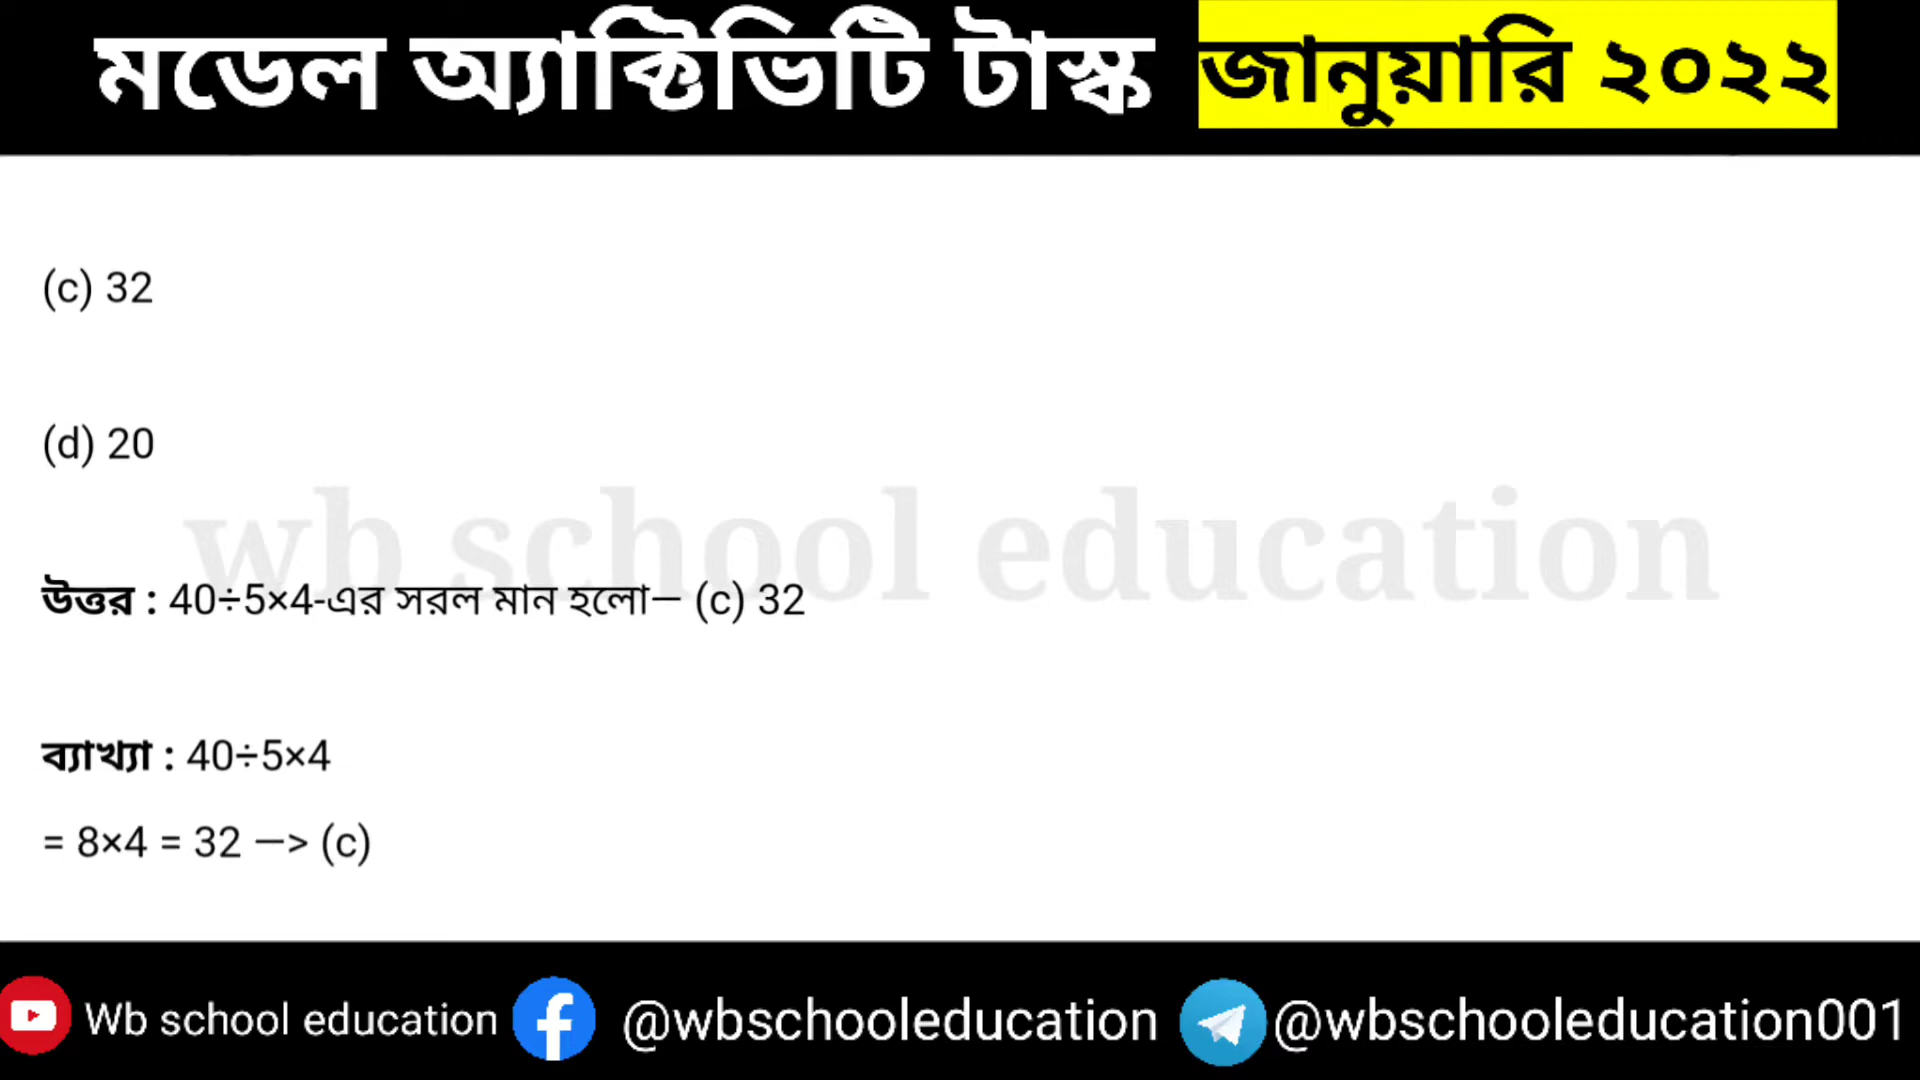 মডেল অ্যাক্টিভিটি টাস্ক জানুয়ারি ২০২২
(c) 32
(d) 20
wb school education
উত্তর : 40÷5×4-এর সরল মান হলো— (c) 32
ব্যাখ্যা : 40÷5×4
= 8×4 = 32 —> (c)
Wb school education @wbschooleducation @wbschooleducation001